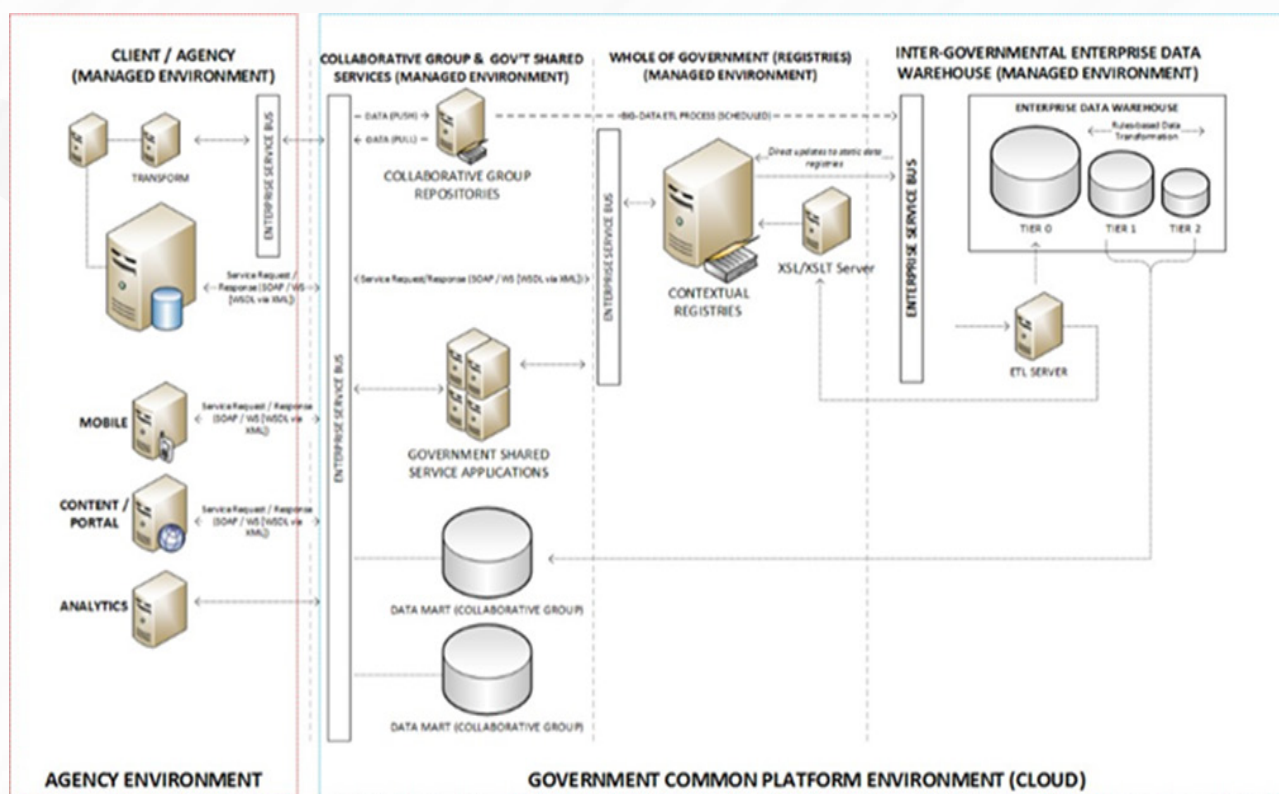 CLIENT / AGENCY
(MANAGED ENVIRONMENT)
COLLABORATIVE GROUP & GOV'T SHARED
SERVICES (MANAGED ENVIRONMENT)
WHOLE OF GOVERNMENT (REGISTRIES)
(MANAGED ENVIRONMENT)
INTER-GOVERNMENTAL ENTERPRISE DATA
WAREHOUSE (MANAGED ENVIRONMENT)
TRANSFORM
ENTERPRISE SERVICE BUS
Service Request /
Response (SOAP / WS
[WSDL via XML])
MOBILE
Service Request / Response
(SOAP / WS [WSDL via
XML])
CONTENT /
PORTAL
Service Request / Response
(SOAP / WS [WSDL via
XML])
ANALYTICS
ENTERPRISE SERVICE BUS
DATA (PUSH)
DATA (PULL)
COLLABORATIVE GROUP
REPOSITORIES
BIG-DATA ETL PROCESS (SCHEDULED)
Service Request/Response (SOAP / WS [WSDL via XML])
GOVERNMENT SHARED
SERVICE APPLICATIONS
DATA MART (COLLABORATIVE GROUP)
DATA MART (COLLABORATIVE GROUP)
ENTERPRISE SERVICE BUS
Direct updates to static data
registries
XSL/XSLT Server
CONTEXTUAL
REGISTRIES
ENTERPRISE SERVICE BUS
ENTERPRISE DATA WAREHOUSE
Rules-based Data
Transformation
TIER 0
TIER 1
TIER 2
ETL SERVER
AGENCY ENVIRONMENT
GOVERNMENT COMMON PLATFORM ENVIRONMENT (CLOUD)